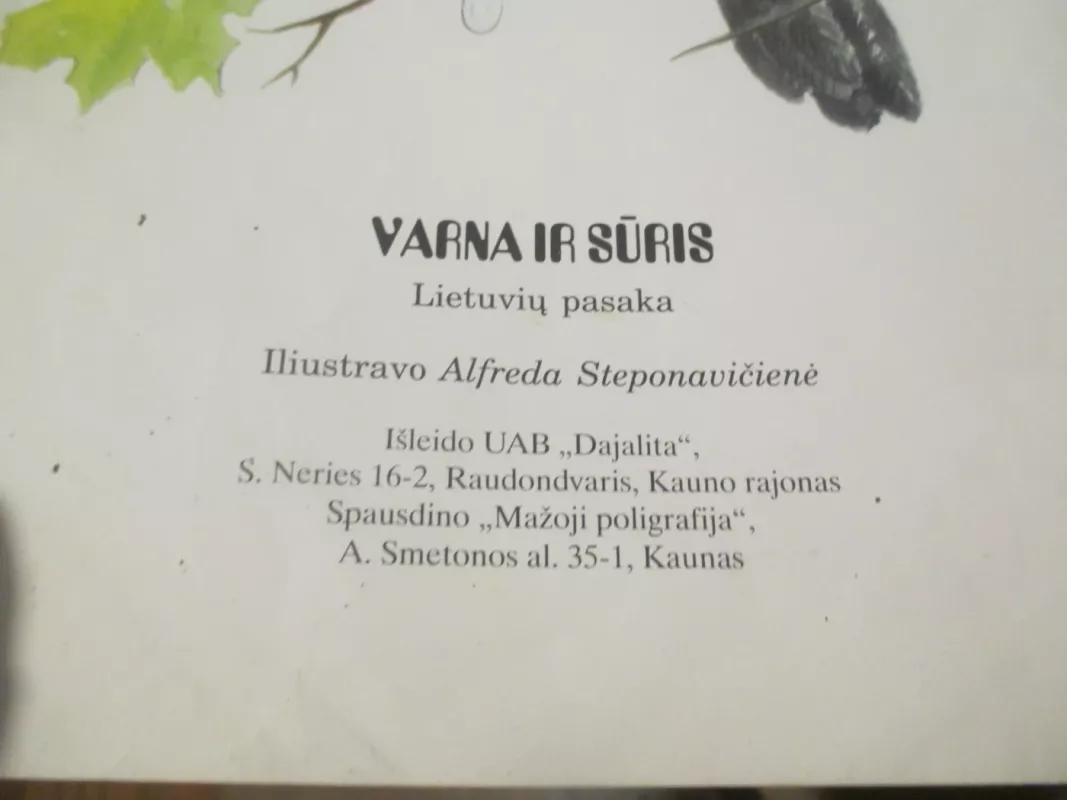 VARNA IR SŪRIS
Lietuvių pasaka
Iliustravo Alfreda Steponavičienė
Išleido UAB „Dajalita“,
S. Neries 16-2, Raudondvaris, Kauno rajonas
Spausdino „Mažoji poligrafija“,
A. Smetonos al. 35-1, Kaunas